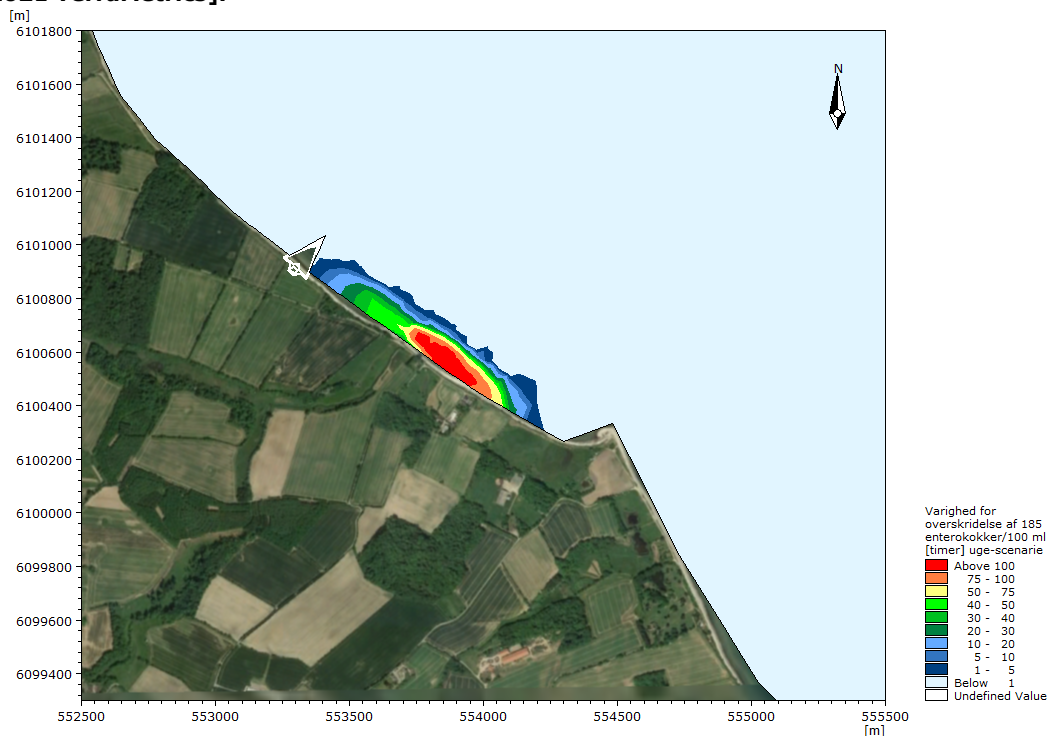 [m]
6101800
6101600
6101400
6101200
6101000
6100800
6100600
6100400
6100200
6100000
6099800
6099600
6099400
552500 553000 553500 554000 554500 555000 555500
[m]
N
Varighed for
overskridelse af 185
enterokokker/100 ml
[timer] uge-scenarie
Above 100
75 - 100
50 - 75
40 - 50
30 - 40
20 - 30
10 - 20
5 - 10
1 - 5
Below 1
Undefined Value